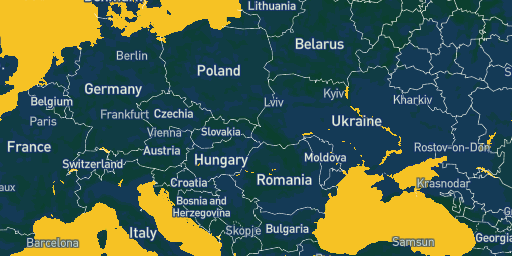 Lithuania
Belarus
Berlin
Poland
Germany
Lviv
Kyiv
Kharkiv
Belgium
Paris
Frankfurt
Czechia
Ukraine
Vienna
Slovakia
France
Austria
Switzerland
Hungary
Moldova
Rostov-on-Don
Croatia
Romania
Krasnodar
Bosnia and
Herzegovina
Skopje
Bulgaria
Italy
Barcelona
Samsun
Georgia